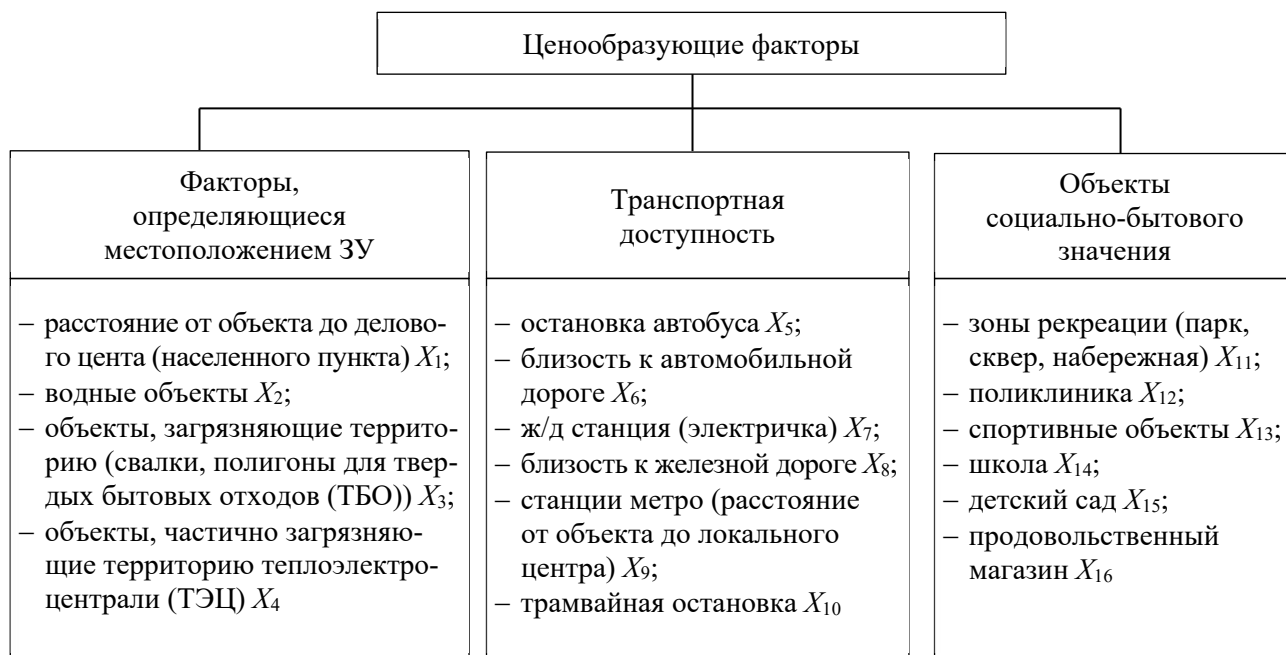 Ценообразующие факторы
Факторы,
определяющиеся
местоположением ЗУ
– расстояние от объекта до делово-
го цента (населенного пункта) X1;
– водные объекты X2;
– объекты, загрязняющие террито-
рию (свалки, полигоны для твер-
дых бытовых отходов (ТБО)) X3;
– объекты, частично загрязняю-
щие территорию теплоэлектро-
централи (ТЭЦ) X4
Транспортная
доступность
– остановка автобуса X5;
– близость к автомобильной
дороге X6;
– ж/д станция (электричка) X7;
– близость к железной дороге X8;
– станции метро (расстояние
от объекта до локального
центра) X9;
– трамвайная остановка X10
Объекты
социально-бытового
значения
– зоны рекреации (парк,
сквер, набережная) X11;
– поликлиника X12;
– спортивные объекты X13;
– школа X14;
– детский сад X15;
– продовольственный
магазин X16